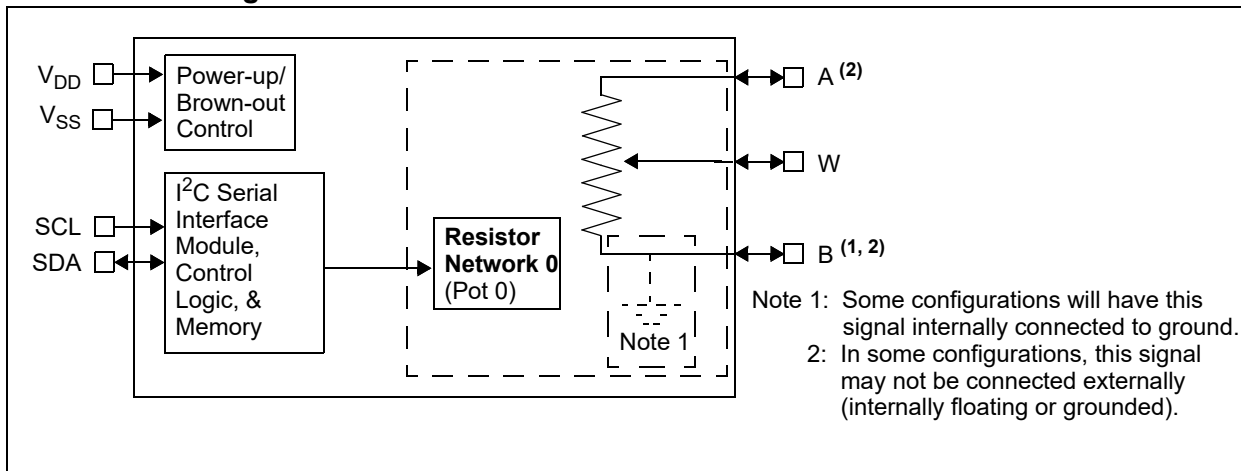 V_DD
V_SS
SCL
SDA
Power-up/
Brown-out
Control
I²C Serial
Interface
Module,
Control
Logic, &
Memory
Resistor
Network 0
(Pot 0)
Note 1
A (2)
W
B (1, 2)
Note 1: Some configurations will have this
signal internally connected to ground.
2: In some configurations, this signal
may not be connected externally
(internally floating or grounded).